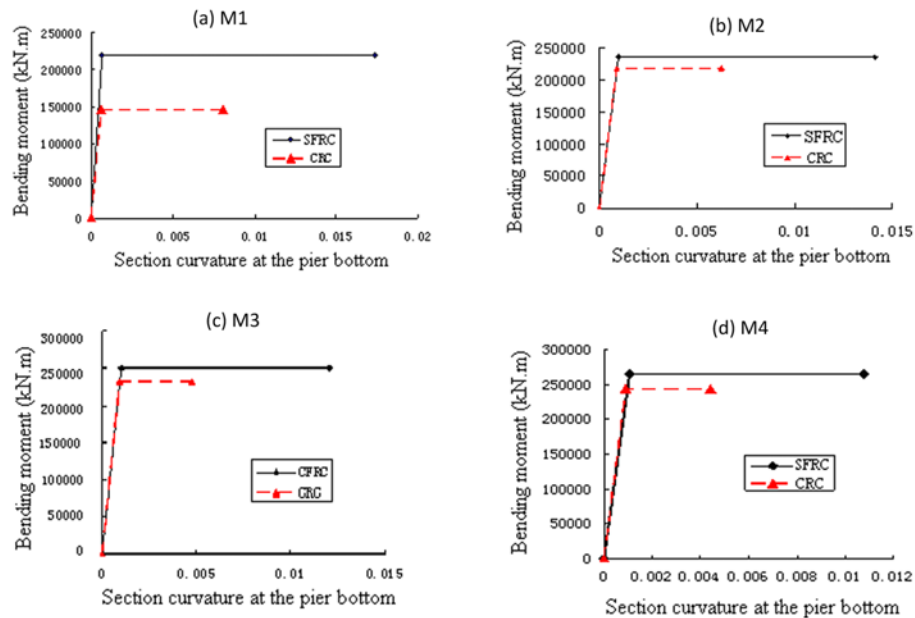 (a) M1
Bending moment (kN.m)
250000
200000
150000
100000
50000
0
SFRC
CRC
0 0.005 0.01 0.015 0.02
Section curvature at the pier bottom
(b) M2
Bending moment (kN.m)
250000
200000
150000
100000
50000
0
SFRC
CRC
0 0.005 0.01 0.015
Section curvature at the pier bottom
(c) M3
Bending moment (kN.m)
300000
250000
200000
150000
100000
50000
0
CFRC
GRG
0 0.005 0.01 0.015
Section curvature at the pier bottom
(d) M4
Bending moment (kN.m)
300000
250000
200000
150000
100000
50000
0
SFRC
CRC
0 0.002 0.004 0.006 0.008 0.01 0.012
Section curvature at the pier bottom